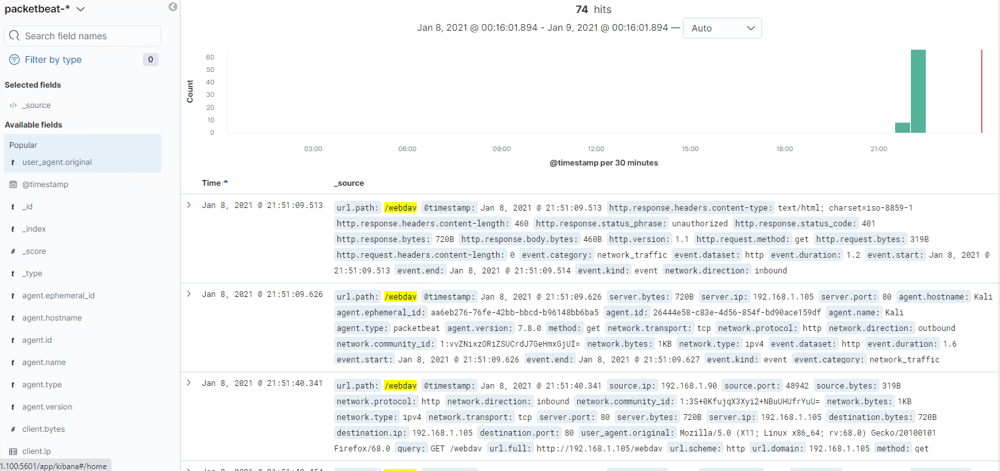 packetbeat-*
Search field names
Filter by type 0
Selected fields
</> _source
Available fields
Popular
t user_agent.original
@timestamp
t _id
t _index
# _score
t _type
t agent.ephemeral_id
t agent.hostname
t agent.id
t agent.name
t agent.type
t agent.version
# client.bytes
client.ip
1.100:5601/app/kibana#/home
74 hits
Jan 8, 2021 @ 00:16:01.894 - Jan 9, 2021 @ 00:16:01.894 — Auto
Count
60
50
40
30
20
10
0
03:00 06:00 09:00 12:00 15:00 18:00 21:00
@timestamp per 30 minutes
Time _source
Jan 8, 2021 @ 21:51:09.513 url.path: /webdav @timestamp: Jan 8, 2021 @ 21:51:09.513 http.response.headers.content-type: text/html; charset=iso-8859-1
http.response.headers.content-length: 460 http.response.status_phrase: unauthorized http.response.status_code: 401
http.response.bytes: 720B http.response.body.bytes: 460B http.version: 1.1 http.request.method: get http.request.bytes: 319B
http.request.headers.content-length: 0 event.category: network_traffic event.dataset: http event.duration: 1.2 event.start: Jan 8, 2021 @
21:51:09.513 event.end: Jan 8, 2021 @ 21:51:09.514 event.kind: event network.direction: inbound
Jan 8, 2021 @ 21:51:09.626 url.path: /webdav @timestamp: Jan 8, 2021 @ 21:51:09.626 server.bytes: 720B server.ip: 192.168.1.105 server.port: 80 agent.hostname: Kali
agent.ephemeral_id: aa6eb276-76fe-42bb-bbcd-b96148bb6ba5 agent.id: 26444e58-c83e-4d56-854f-bd90ace159df agent.name: Kali
agent.type: packetbeat agent.version: 7.8.0 method: get network.transport: tcp network.protocol: http network.direction: outbound
network.community_id: 1:vvZNixzORiZSUCrdJ7GeHmxGjUI= network.bytes: 1KB network.type: ipv4 event.dataset: http event.duration: 1.6
event.start: Jan 8, 2021 @ 21:51:09.626 event.end: Jan 8, 2021 @ 21:51:09.627 event.kind: event event.category: network_traffic
Jan 8, 2021 @ 21:51:40.341 url.path: /webdav @timestamp: Jan 8, 2021 @ 21:51:40.341 source.ip: 192.168.1.90 source.port: 48942 source.bytes: 319B
network.protocol: http network.direction: inbound network.community_id: 1:3S+0KfujqX3Xyi2+NBuUHUfrYuU= network.bytes: 1KB
network.type: ipv4 network.transport: tcp server.port: 80 server.bytes: 720B server.ip: 192.168.1.105 destination.bytes: 720B
destination.ip: 192.168.1.105 destination.port: 80 user_agent.original: Mozilla/5.0 (X11; Linux x86_64; rv:68.0) Gecko/20100101
Firefox/68.0 query: GET /webdav url.full: http://192.168.1.105/webdav url.scheme: http url.domain: 192.168.1.105 method: get